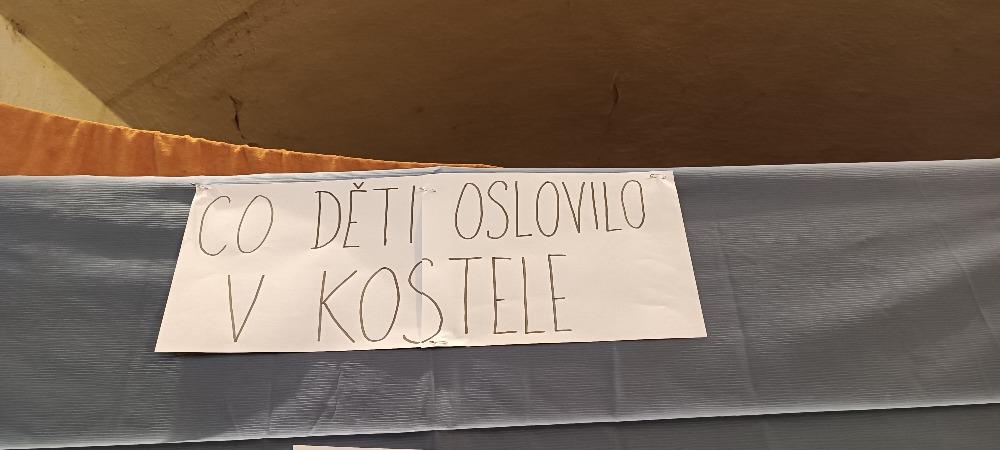 CO DĚTI OSLOVILO
V KOSTELE